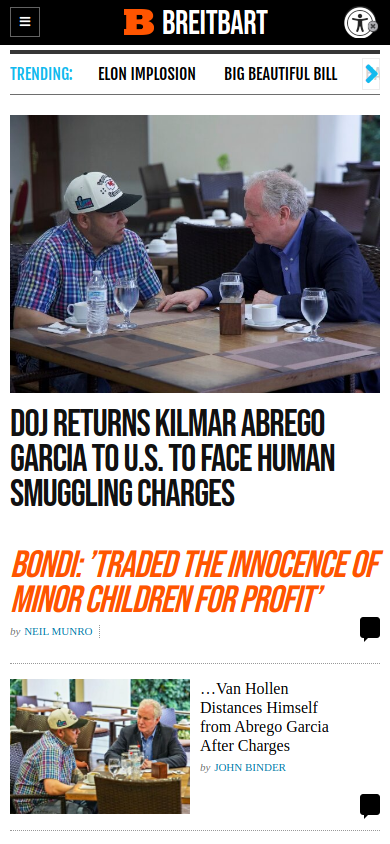 B BREITBART
TRENDING: ELON IMPLOSION BIG BEAUTIFUL BILL
DOJ RETURNS KILMAR ABREGO
GARCIA TO U.S. TO FACE HUMAN
SMUGGLING CHARGES
BONDI: ’TRADED THE INNOCENCE OF
MINOR CHILDREN FOR PROFIT’
by NEIL MUNRO
…Van Hollen
Distances Himself
from Abrego Garcia
After Charges
by JOHN BINDER